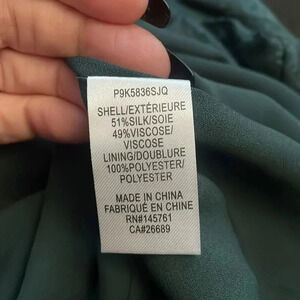 P9K5836SJQ
SHELL/EXTÉRIEURE
51%SILK/SOIE
49%VISCOSE/
VISCOSE
LINING/DOUBLURE
100%POLYESTER/
POLYESTER
MADE IN CHINA
FABRIQUÉ EN CHINE
RN#145761
CA#26689